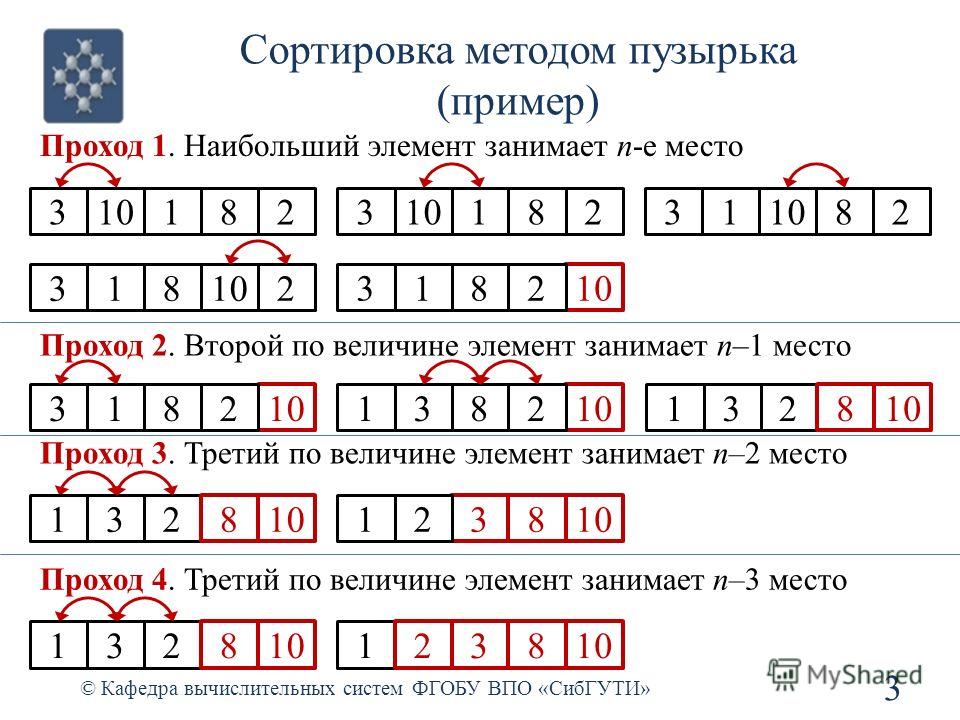 Сортировка методом пузырька
(пример)
Проход 1. Наибольший элемент занимает n-е место
3 10 1 8 2 3 10 1 8 2 3 1 10 8 2
3 1 8 10 2 3 1 8 2 10
Проход 2. Второй по величине элемент занимает n–1 место
3 1 8 2 10 1 3 8 2 10 1 3 2 8 10
Проход 3. Третий по величине элемент занимает n–2 место
1 3 2 8 10 1 2 3 8 10
Проход 4. Третий по величине элемент занимает n–3 место
1 3 2 8 10 1 2 3 8 10
© Кафедра вычислительных систем ФГОБУ ВПО «СибГУТИ»
3
MyShared